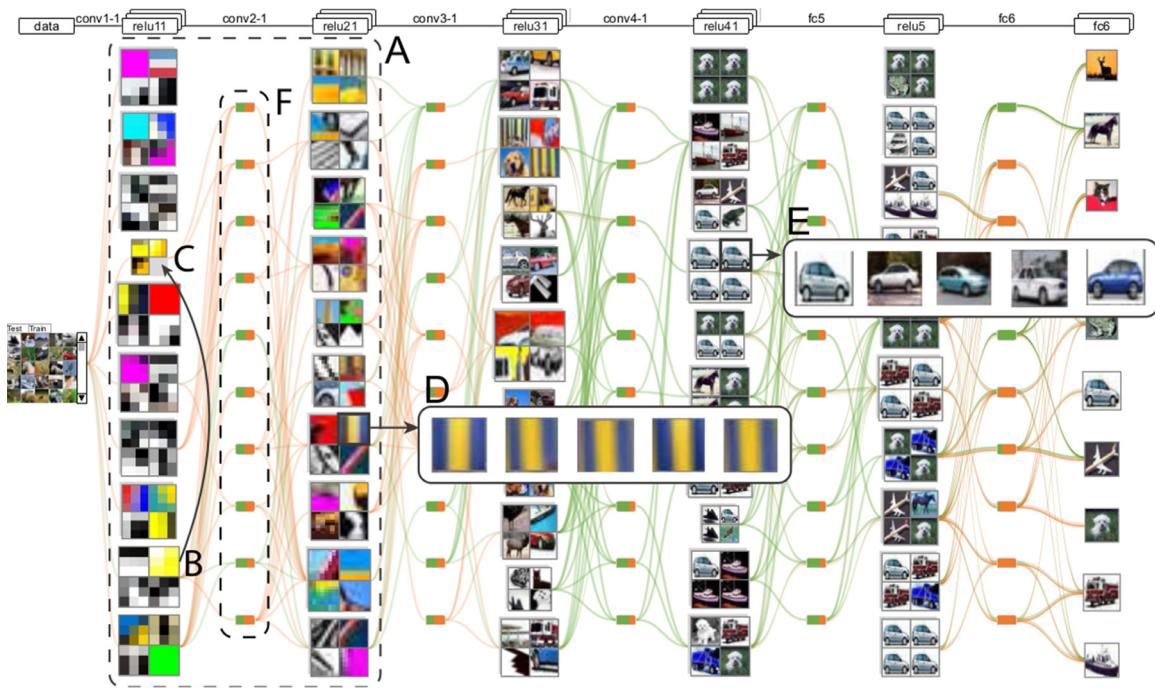 data
conv1-1
relu11
conv2-1
relu21
conv3-1
relu31
conv4-1
relu41
fc5
relu5
fc6
fc6
A
F
C
E
Test Train
D
B